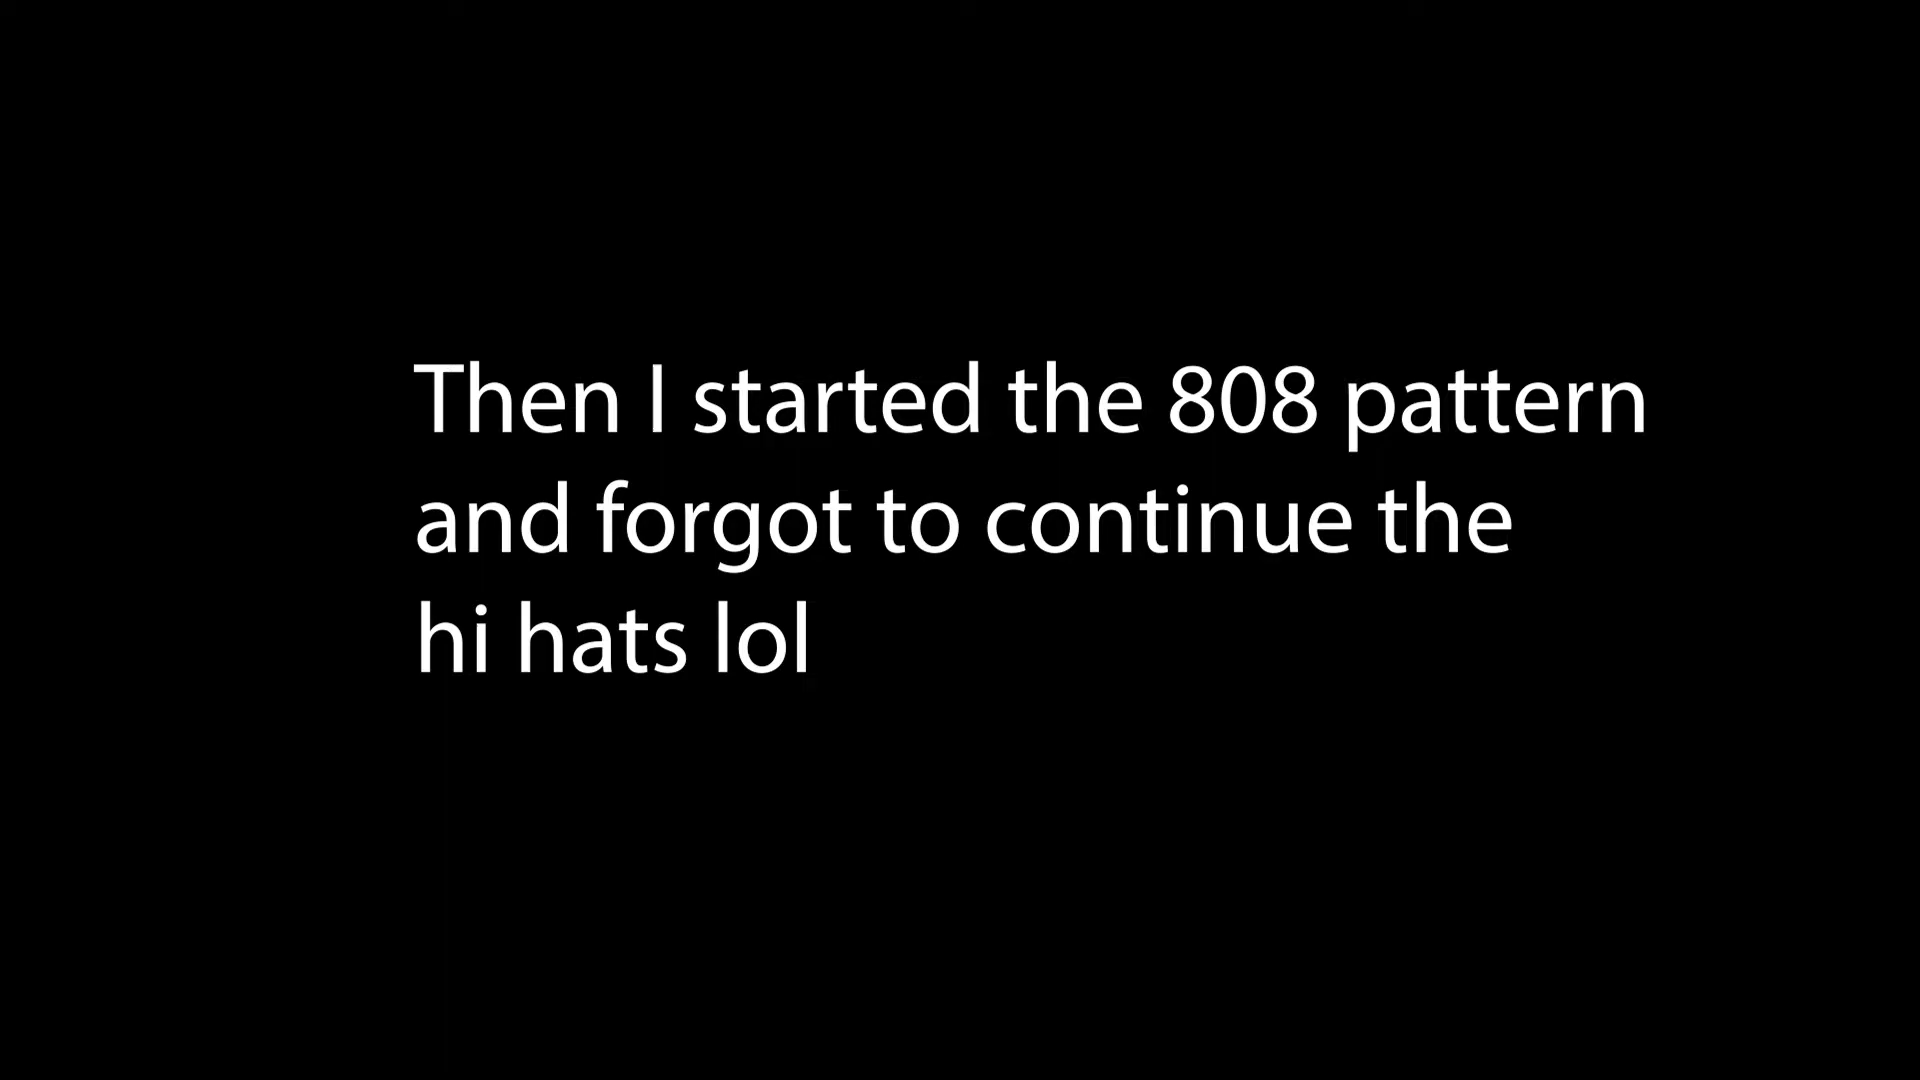 Then I started the 808 pattern
and forgot to continue the
hi hats lol